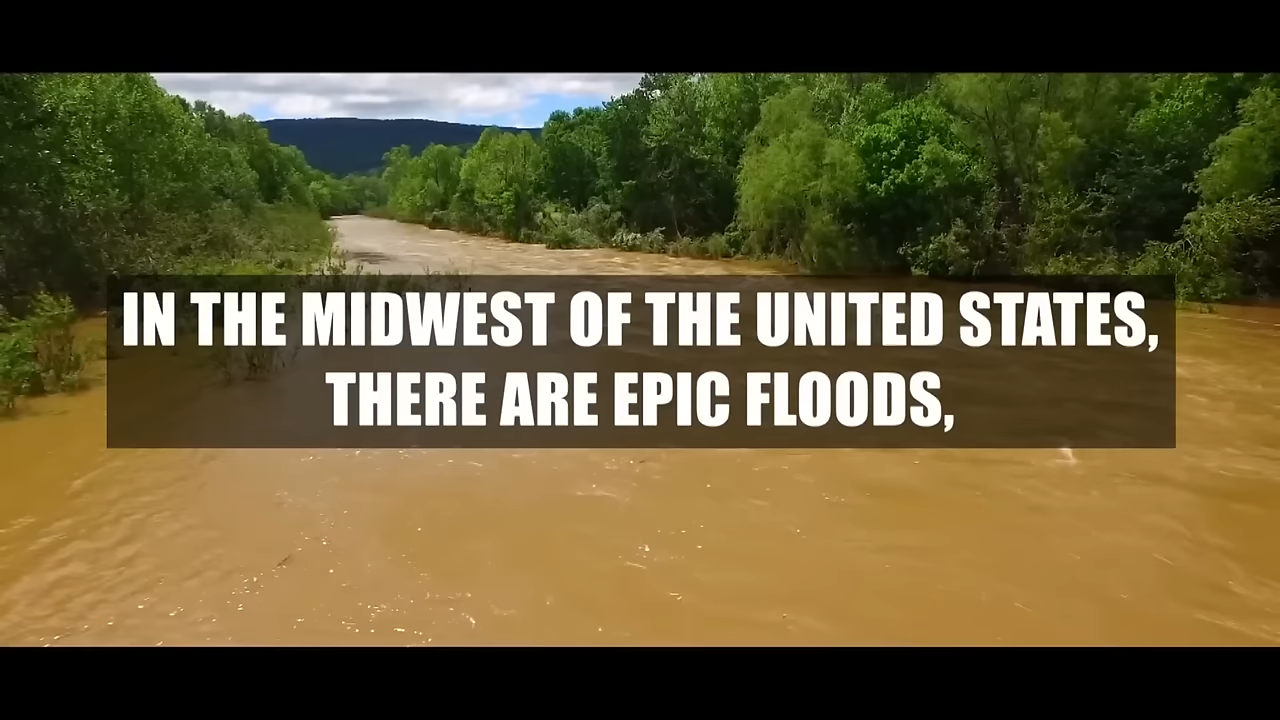 IN THE MIDWEST OF THE UNITED STATES,
THERE ARE EPIC FLOODS,